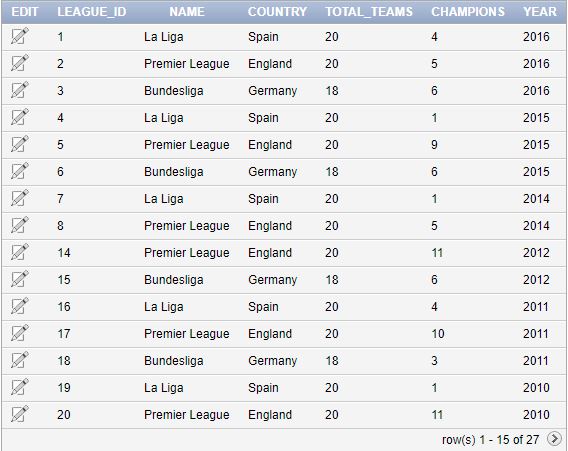 EDIT LEAGUE_ID NAME COUNTRY TOTAL_TEAMS CHAMPIONS YEAR
1 La Liga Spain 20 4 2016
2 Premier League England 20 5 2016
3 Bundesliga Germany 18 6 2016
4 La Liga Spain 20 1 2015
5 Premier League England 20 9 2015
6 Bundesliga Germany 18 6 2015
7 La Liga Spain 20 1 2014
8 Premier League England 20 5 2014
14 Premier League England 20 11 2012
15 Bundesliga Germany 18 6 2012
16 La Liga Spain 20 4 2011
17 Premier League England 20 10 2011
18 Bundesliga Germany 18 3 2011
19 La Liga Spain 20 1 2010
20 Premier League England 20 11 2010
row(s) 1 - 15 of 27